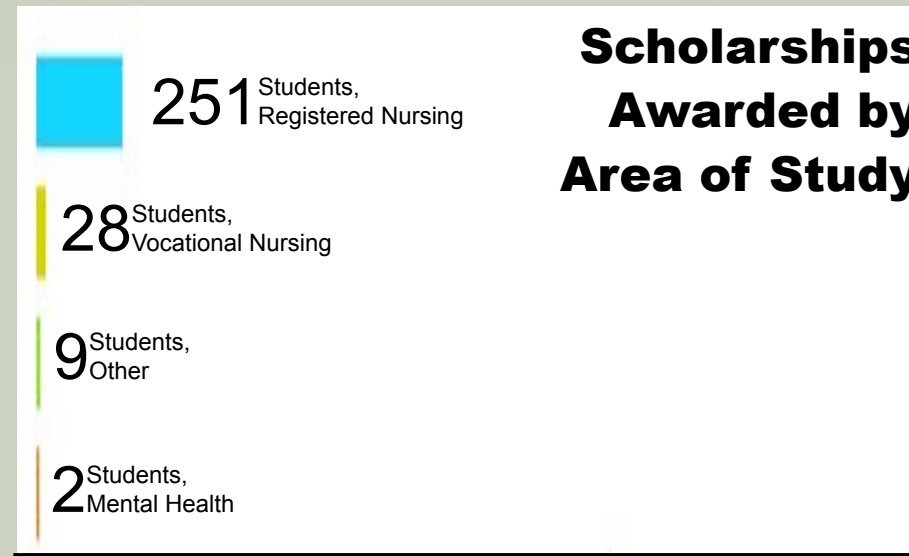 Scholarships
Awarded by
Area of Study
251 Students,
Registered Nursing
28 Students,
Vocational Nursing
9 Students,
Other
2 Students,
Mental Health